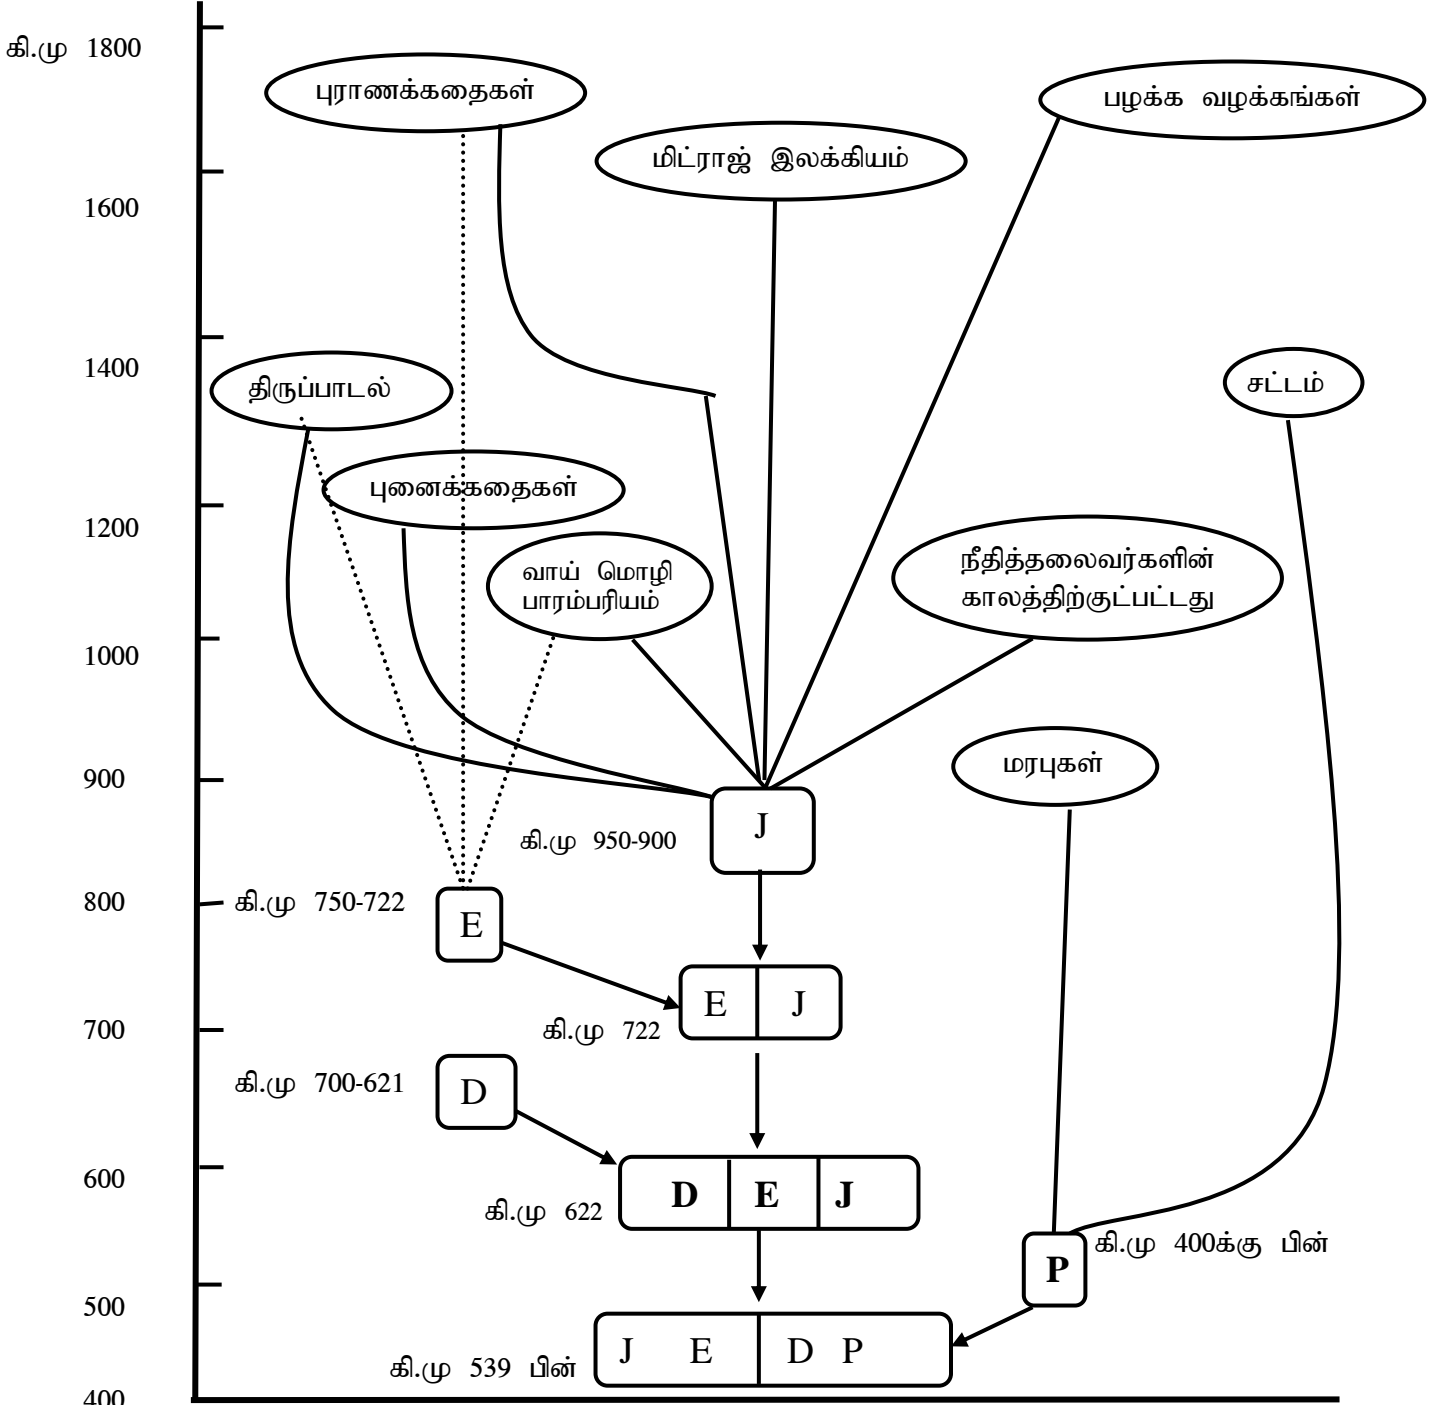 கி.மு 1800
புராணக்கதைகள்
பழக்க வழக்கங்கள்
மிட்ராஜ் இலக்கியம்
1600
1400
திருப்பாடல்
சட்டம்
புனைக்கதைகள்
1200
வாய் மொழி
பாரம்பரியம்
நீதித்தலைவர்களின்
காலத்திற்குட்பட்டது
1000
மரபுகள்
900
J
கி.மு 950-900
800
கி.மு 750-722
E
E J
700
கி.மு 722
கி.மு 700-621
D
600
D E J
கி.மு 622
கி.மு 400க்கு பின்
P
500
J E D P
கி.மு 539 பின்
400